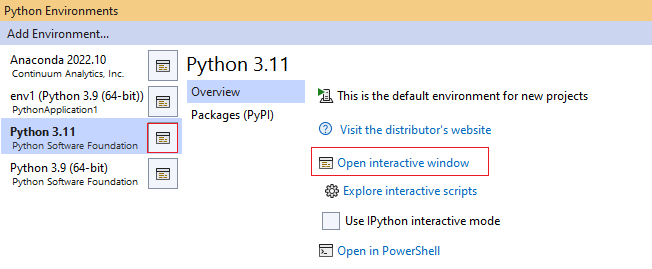 Python Environments
Add Environment...
Anaconda 2022.10
Continuum Analytics, Inc.
env1 (Python 3.9 (64-bit))
PythonApplication1
Python 3.11
Python Software Foundation
Python 3.9 (64-bit)
Python Software Foundation
Python 3.11
Overview
Packages (PyPI)
This is the default environment for new projects
Visit the distributor's website
Open interactive window
Explore interactive scripts
Use IPython interactive mode
Open in PowerShell